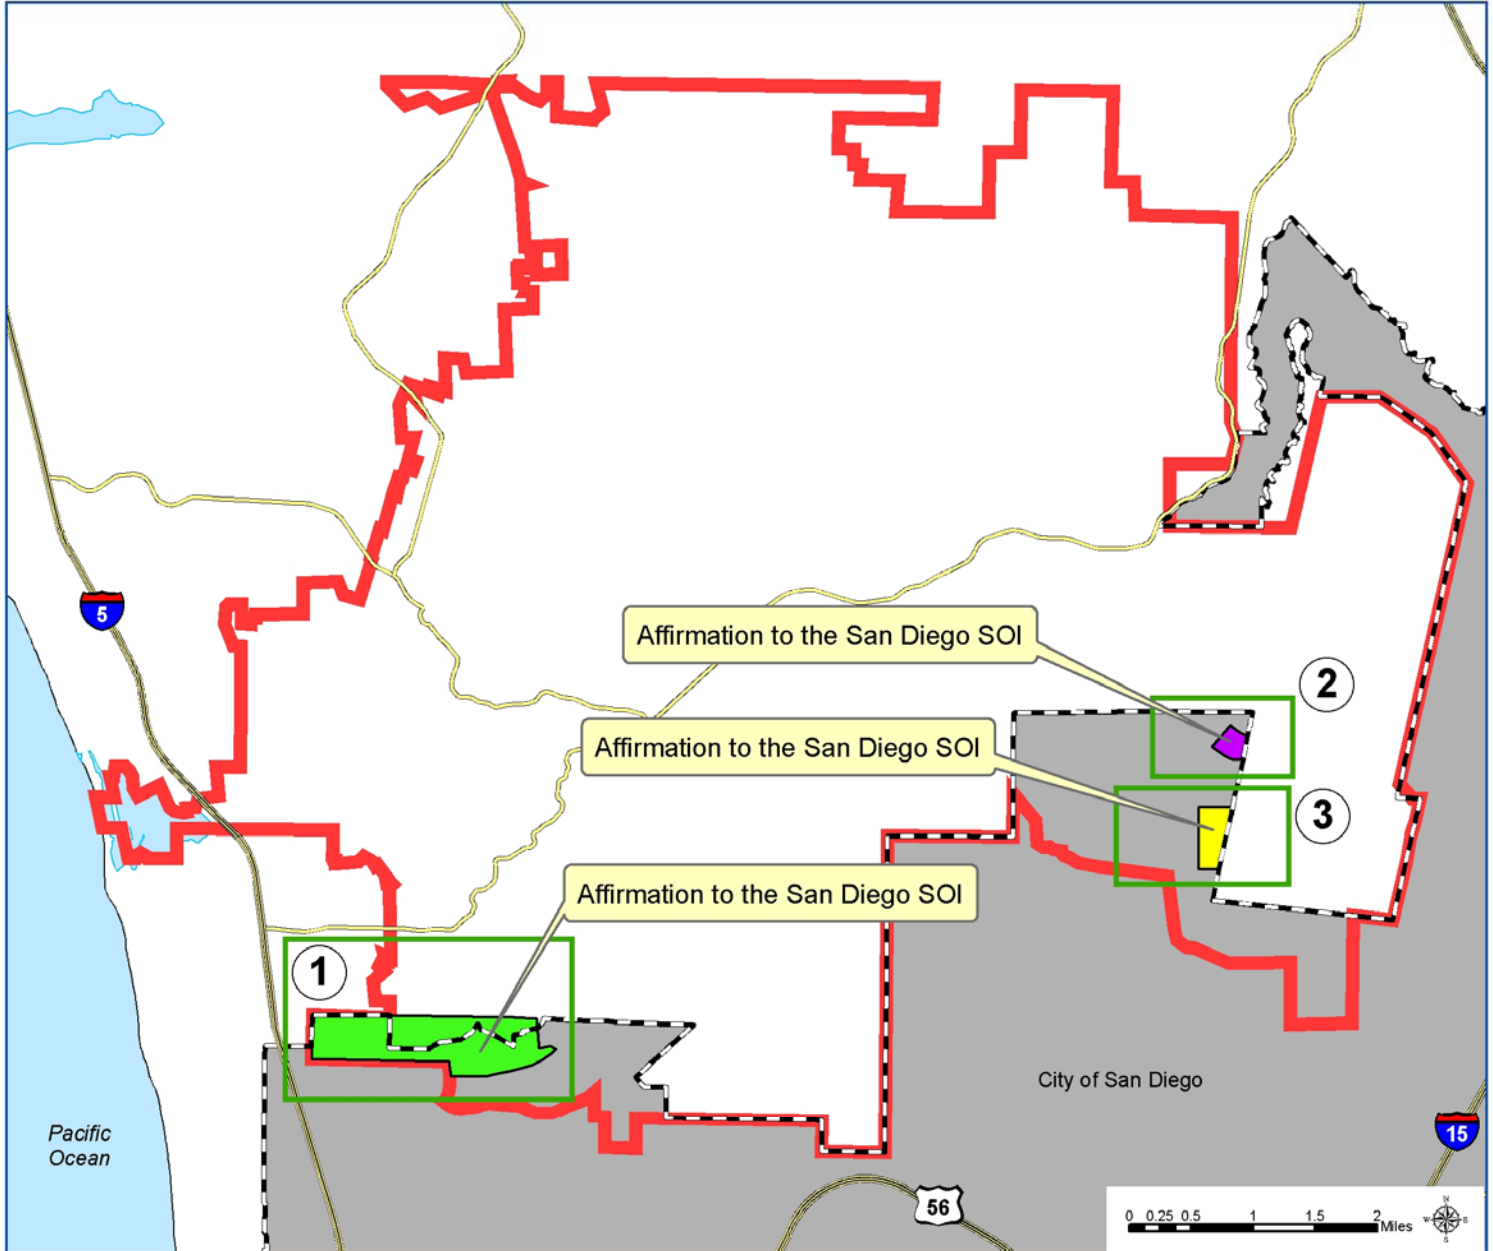 5
Affirmation to the San Diego SOI
2
Affirmation to the San Diego SOI
3
Affirmation to the San Diego SOI
1
City of San Diego
Pacific
Ocean
15
56
0 0.25 0.5 1 1.5 2
Miles
N
W E
S